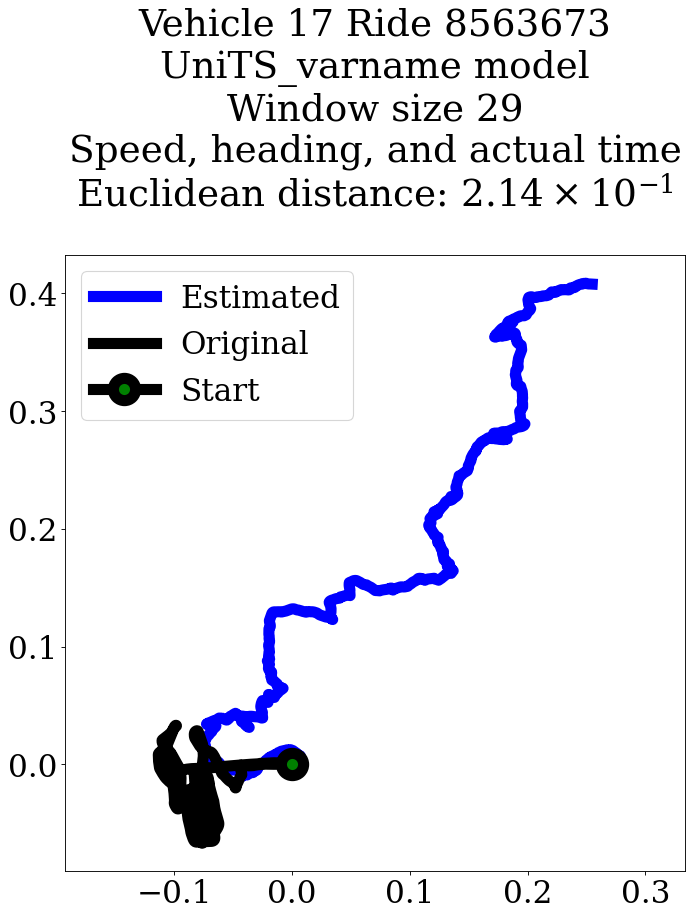 Vehicle 17 Ride 8563673
UniTS_varname model
Window size 29
Speed, heading, and actual time
Euclidean distance: 2.14 × 10⁻¹
Estimated
Original
Start
0.4
0.3
0.2
0.1
0.0
−0.1 0.0 0.1 0.2 0.3